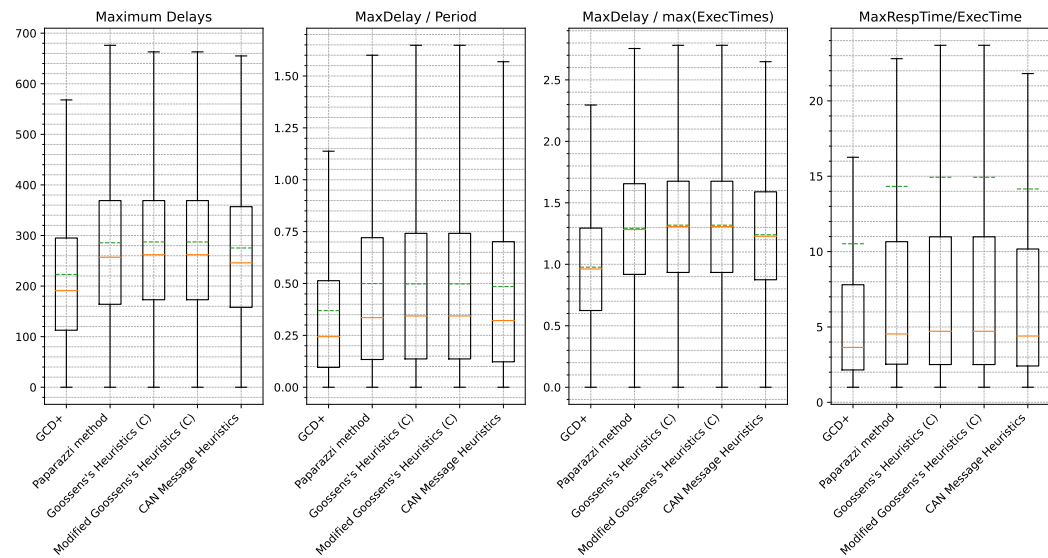 Maximum Delays
700
600
500
400
300
200
100
0
GCD+
Paparazzi method
Goossens's Heuristics (C)
Modified Goossens's Heuristics (C)
CAN Message Heuristics
MaxDelay / Period
1.50
1.25
1.00
0.75
0.50
0.25
0.00
GCD+
Paparazzi method
Goossens's Heuristics (C)
Modified Goossens's Heuristics (C)
CAN Message Heuristics
MaxDelay / max(ExecTimes)
2.5
2.0
1.5
1.0
0.5
0.0
GCD+
Paparazzi method
Goossens's Heuristics (C)
Modified Goossens's Heuristics (C)
CAN Message Heuristics
MaxRespTime/ExecTime
20
15
10
5
0
GCD+
Paparazzi method
Goossens's Heuristics (C)
Modified Goossens's Heuristics (C)
CAN Message Heuristics